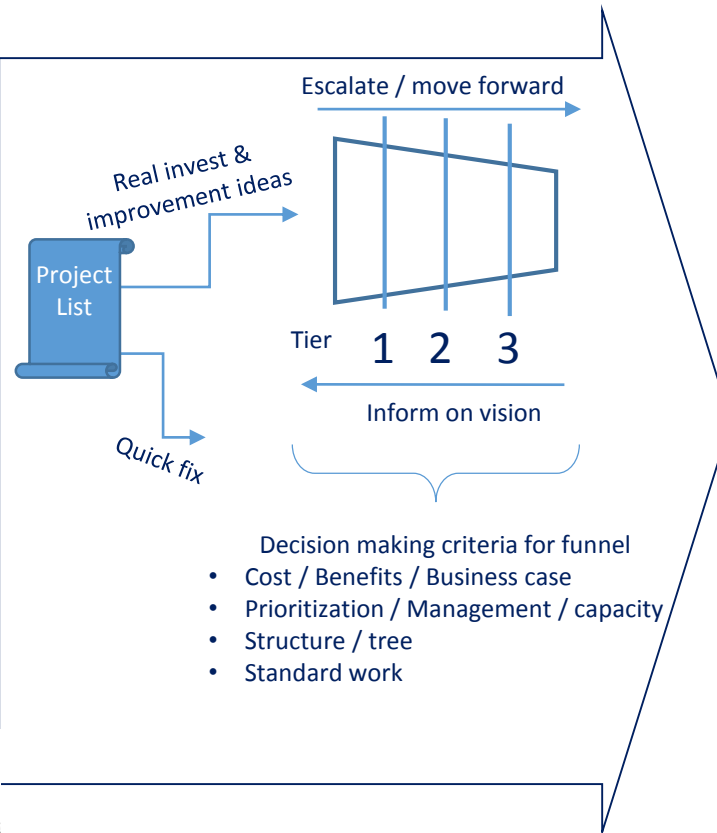 Escalate / move forward
Real invest &
improvement ideas
Project
List
Tier
1 2 3
Inform on vision
Quick fix
Decision making criteria for funnel
• Cost / Benefits / Business case
• Prioritization / Management / capacity
• Structure / tree
• Standard work